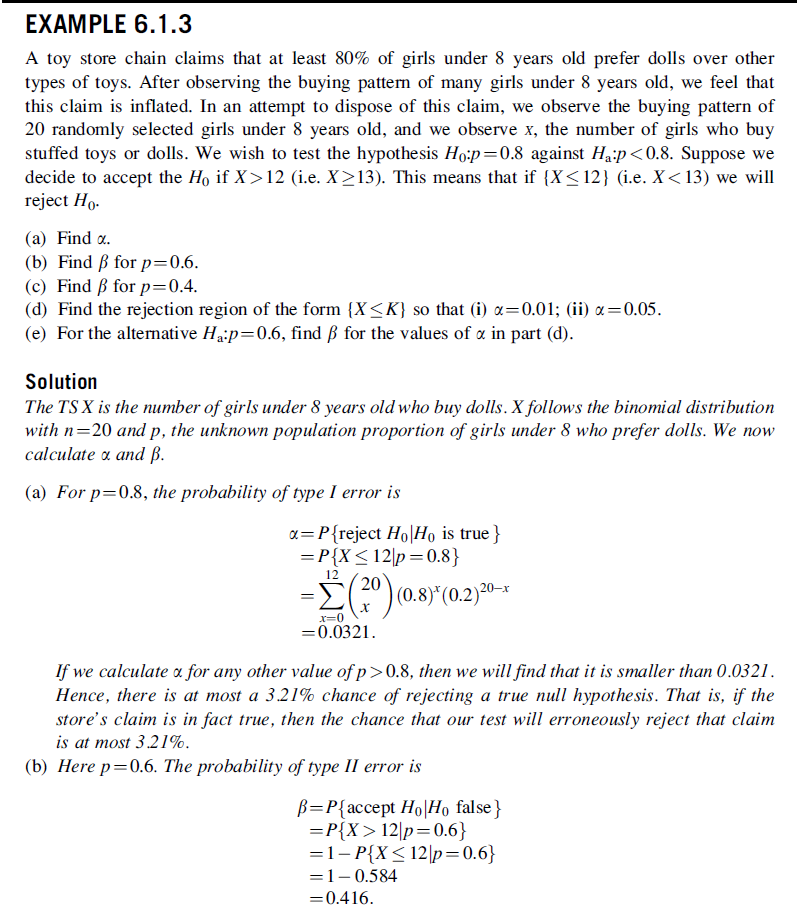 EXAMPLE 6.1.3
A toy store chain claims that at least 80% of girls under 8 years old prefer dolls over other
types of toys. After observing the buying pattern of many girls under 8 years old, we feel that
this claim is inflated. In an attempt to dispose of this claim, we observe the buying pattern of
20 randomly selected girls under 8 years old, and we observe x, the number of girls who buy
stuffed toys or dolls. We wish to test the hypothesis H₀:p=0.8 against Hₐ:p<0.8. Suppose we
decide to accept the H₀ if X>12 (i.e. X≥13). This means that if {X≤12} (i.e. X<13) we will
reject H₀.
(a) Find α.
(b) Find β for p=0.6.
(c) Find β for p=0.4.
(d) Find the rejection region of the form {X≤K} so that (i) α=0.01; (ii) α=0.05.
(e) For the alternative Hₐ:p=0.6, find β for the values of α in part (d).
Solution
The TS X is the number of girls under 8 years old who buy dolls. X follows the binomial distribution
with n=20 and p, the unknown population proportion of girls under 8 who prefer dolls. We now
calculate α and β.
(a) For p=0.8, the probability of type I error is
α=P{reject H₀|H₀ is true}
=P{X≤12|p=0.8}
=∑_{x=0}^{12} (20 x) (0.8)^x (0.2)^{20−x}
=0.0321.
If we calculate α for any other value of p>0.8, then we will find that it is smaller than 0.0321.
Hence, there is at most a 3.21% chance of rejecting a true null hypothesis. That is, if the
store's claim is in fact true, then the chance that our test will erroneously reject that claim
is at most 3.21%.
(b) Here p=0.6. The probability of type II error is
β=P{accept H₀|H₀ false}
=P{X>12|p=0.6}
=1−P{X≤12|p=0.6}
=1−0.584
=0.416.